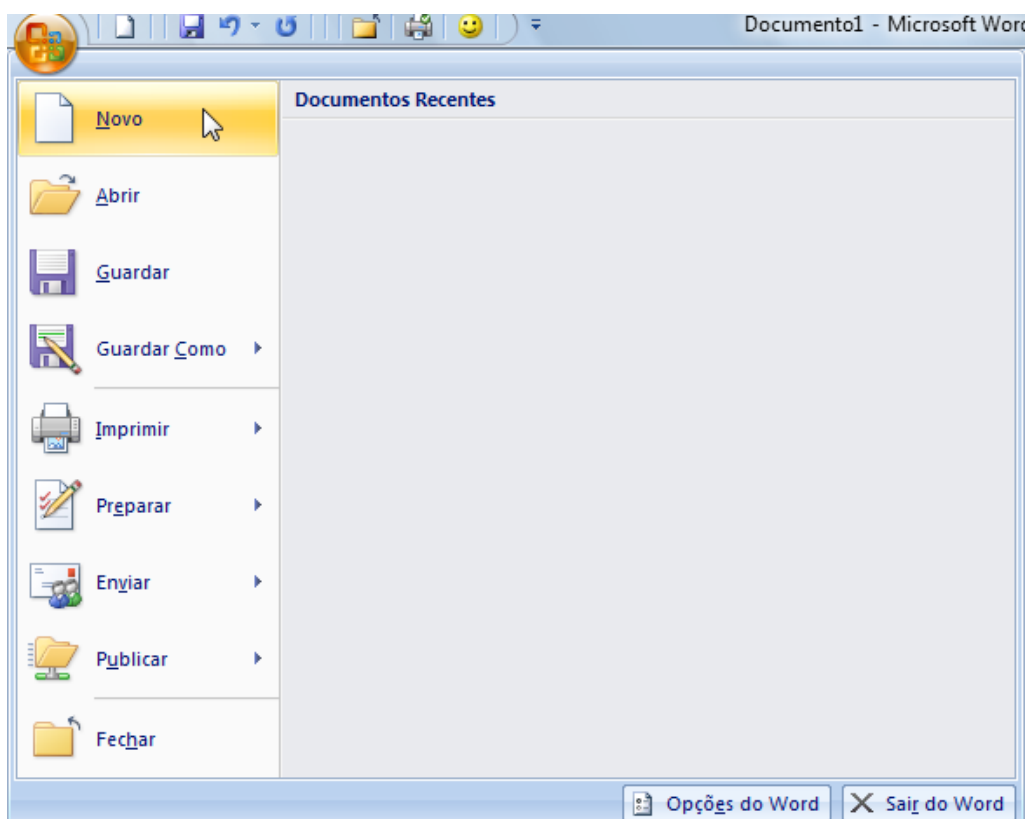 Documento1 - Microsoft Word
Documentos Recentes
Novo
Abrir
Guardar
Guardar Como
Imprimir
Preparar
Enviar
Publicar
Fechar
Opções do Word
Sair do Word